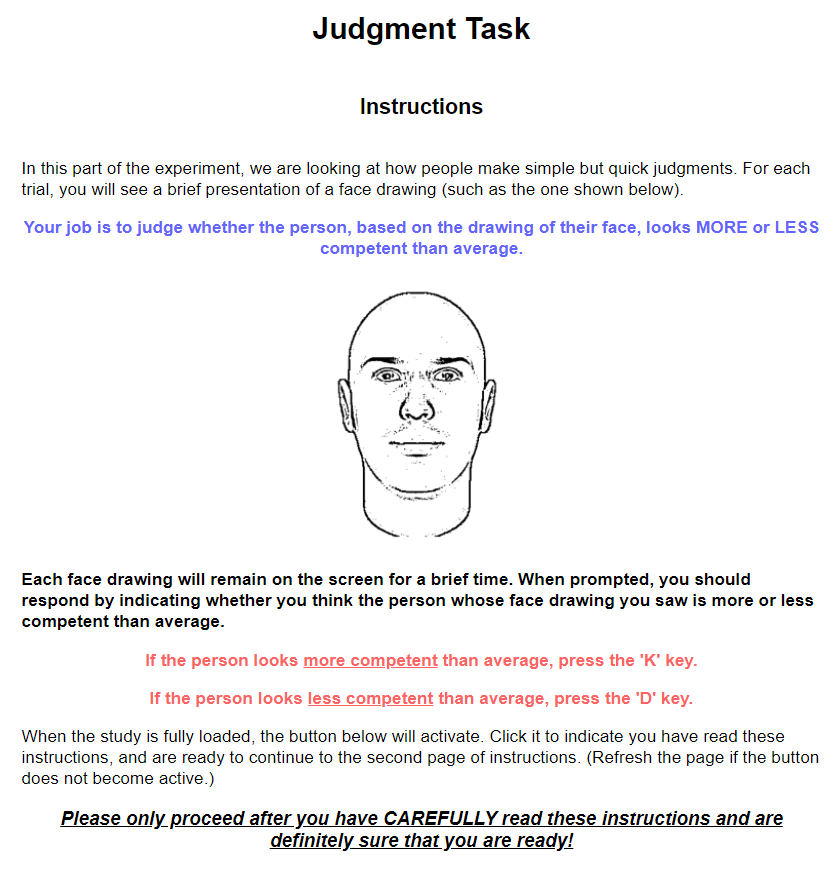 Judgment Task
Instructions
In this part of the experiment, we are looking at how people make simple but quick judgments. For each
trial, you will see a brief presentation of a face drawing (such as the one shown below).
Your job is to judge whether the person, based on the drawing of their face, looks MORE or LESS
competent than average.
Each face drawing will remain on the screen for a brief time. When prompted, you should
respond by indicating whether you think the person whose face drawing you saw is more or less
competent than average.
If the person looks more competent than average, press the 'K' key.
If the person looks less competent than average, press the 'D' key.
When the study is fully loaded, the button below will activate. Click it to indicate you have read these
instructions, and are ready to continue to the second page of instructions. (Refresh the page if the button
does not become active.)
Please only proceed after you have CAREFULLY read these instructions and are
definitely sure that you are ready!